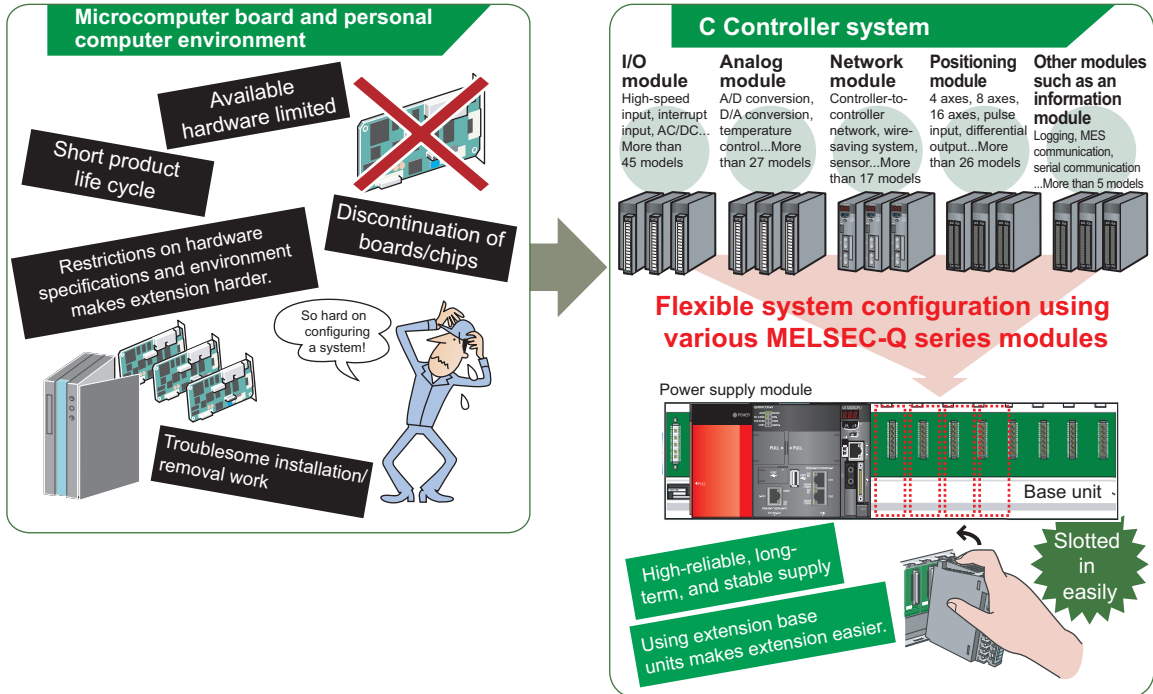 Microcomputer board and personal
computer environment
Available
hardware limited
Short product
life cycle
Discontinuation of
boards/chips
Restrictions on hardware
specifications and environment
makes extension harder.
So hard on
configuring
a system!
Troublesome installation/
removal work
C Controller system
I/O
module
High-speed
input, interrupt
input, AC/DC...
More than
45 models
Analog
module
A/D conversion,
D/A conversion,
temperature
control...More
than 27 models
Network
module
Controller-to-
controller
network, wire-
saving system,
sensor...More
than 17 models
Positioning
module
4 axes, 8 axes,
16 axes, pulse
input, differential
output...More
than 26 models
Other modules
such as an
information
module
Logging, MES
communication,
serial communication
...More than 5 models
Flexible system configuration using
various MELSEC-Q series modules
Power supply module
POWER
PULL
PULL
PULL
Base unit
High-reliable, long-
term, and stable supply
Using extension base
units makes extension easier.
Slotted
in
easily